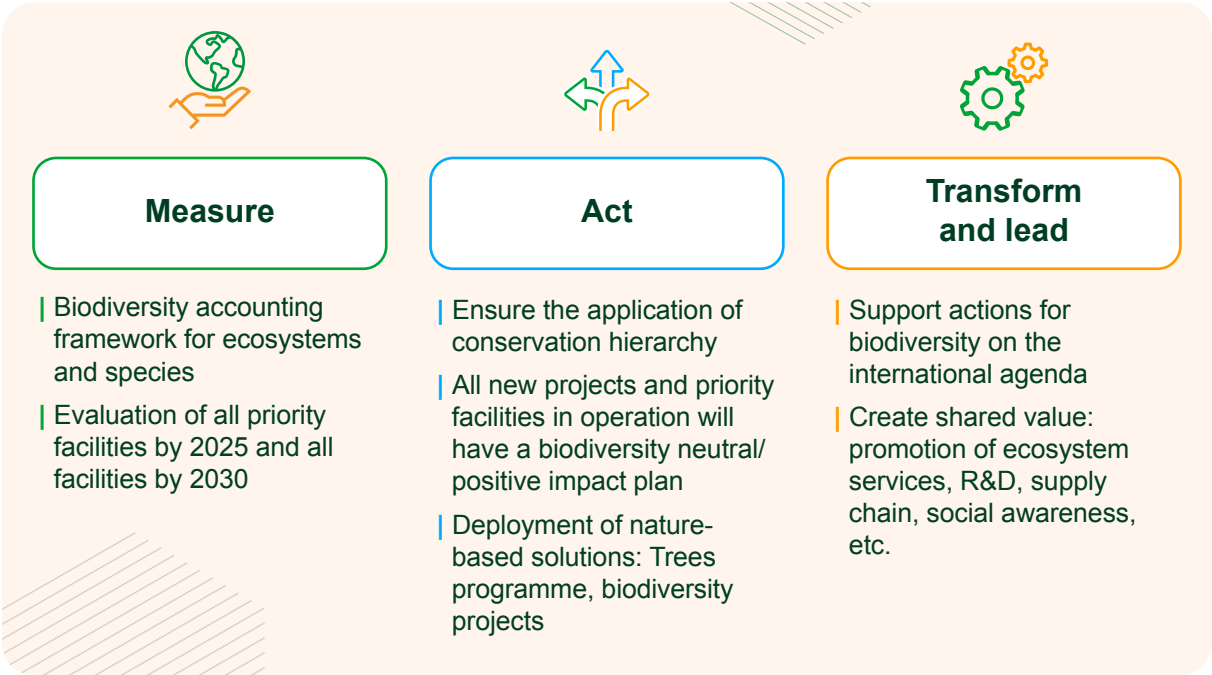 Measure
Biodiversity accounting
framework for ecosystems
and species
Evaluation of all priority
facilities by 2025 and all
facilities by 2030
Act
Ensure the application of
conservation hierarchy
All new projects and priority
facilities in operation will
have a biodiversity neutral/
positive impact plan
Deployment of nature-
based solutions: Trees
programme, biodiversity
projects
Transform
and lead
Support actions for
biodiversity on the
international agenda
Create shared value:
promotion of ecosystem
services, R&D, supply
chain, social awareness,
etc.